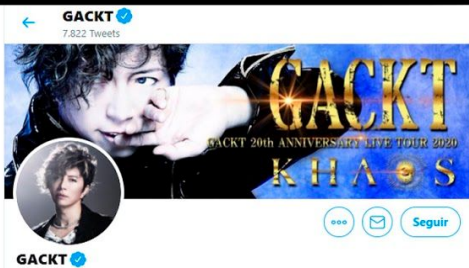 GACKT
7.822 Tweets
GACKT
GACKT 20th ANNIVERSARY LIVE TOUR 2020
KHAOS
Seguir
GACKT